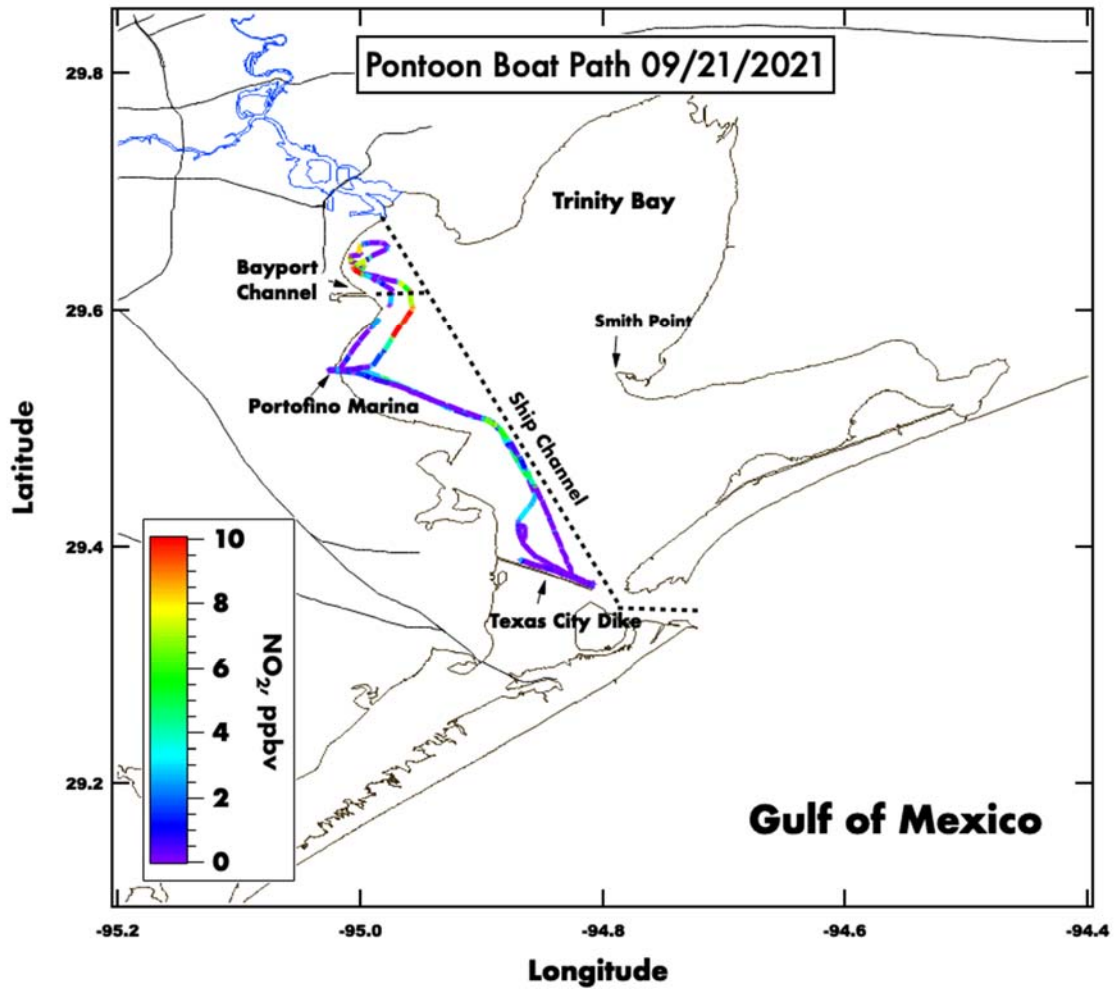 Pontoon Boat Path 09/21/2021
29.8
Trinity Bay
Bayport
Channel
29.6
Smith Point
Portofino Marina
Ship Channel
Latitude
29.4
10
8
6
4
2
0
NO₂, ppbv
Texas City Dike
29.2
Gulf of Mexico
-95.2
-95.0
-94.8
-94.6
-94.4
Longitude